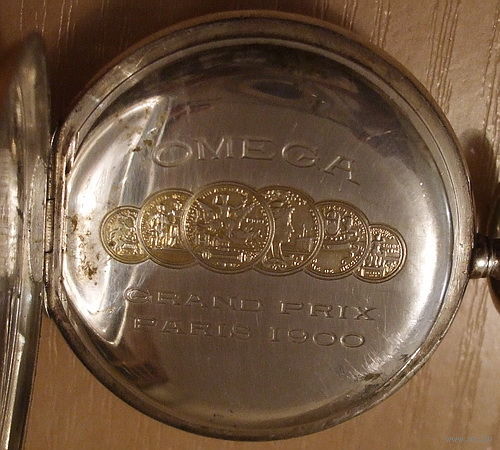 OMEGA
GRAND PRIX
PARIS 1900